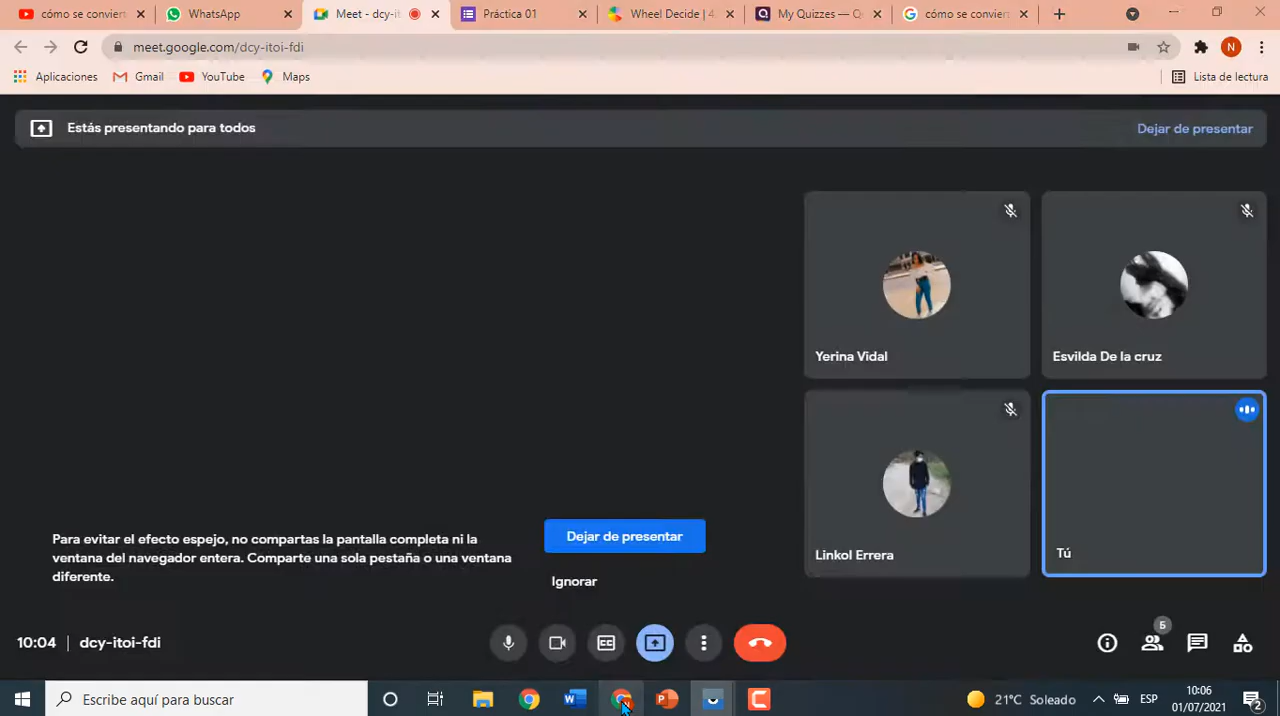 cómo se conviert
WhatsApp
Meet - dcy-it
Práctica 01
Wheel Decide | 4
My Quizzes — Q
cómo se conviert
meet.google.com/dcy-itoi-fdi
N
Aplicaciones
Gmail
YouTube
Maps
Lista de lectura
Estás presentando para todos
Dejar de presentar
Yerina Vidal
Esvilda De la cruz
Linkol Errera
Tú
Para evitar el efecto espejo, no compartas la pantalla completa ni la
ventana del navegador entera. Comparte una sola pestaña o una ventana
diferente.
Dejar de presentar
Ignorar
10:04 | dcy-itoi-fdi
5
Escribe aquí para buscar
21°C Soleado
ESP
10:06
01/07/2021
2